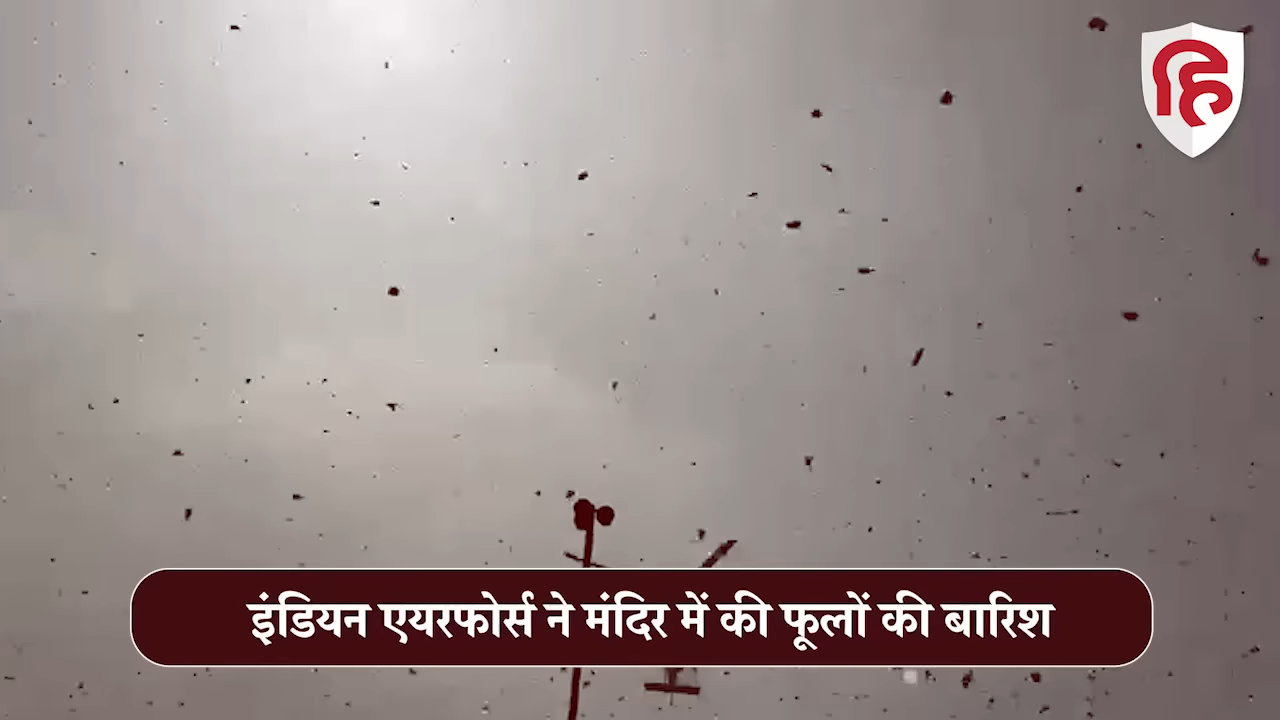 हि
इंडियन एयरफोर्स ने मंदिर में की फूलों की बारिश